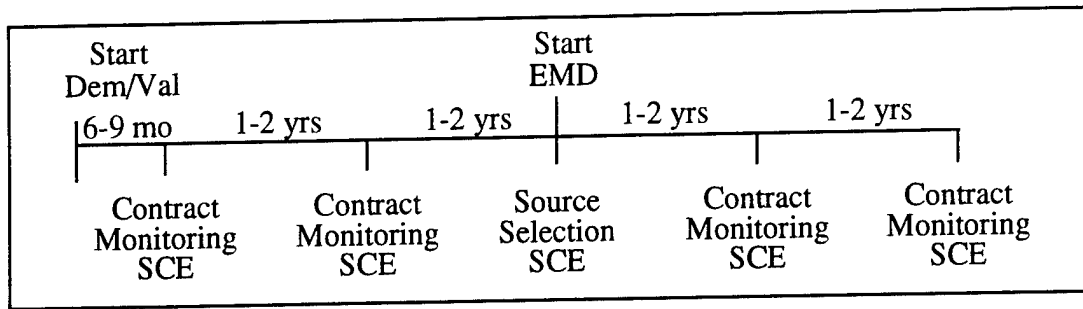 Start
Dem/Val
Start
EMD
6-9 mo
1-2 yrs
1-2 yrs
1-2 yrs
1-2 yrs
Contract
Monitoring
SCE
Contract
Monitoring
SCE
Source
Selection
SCE
Contract
Monitoring
SCE
Contract
Monitoring
SCE